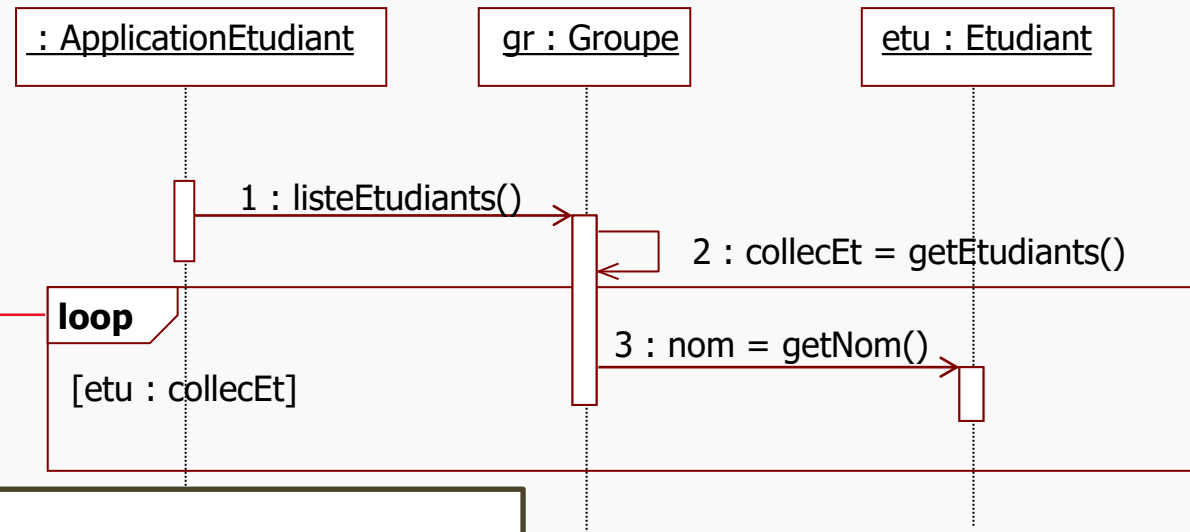 : ApplicationEtudiant
gr : Groupe
etu : Etudiant
1 : listeEtudiants()
2 : collecEt = getEtudiants()
loop
3 : nom = getNom()
[etu : collecEt]